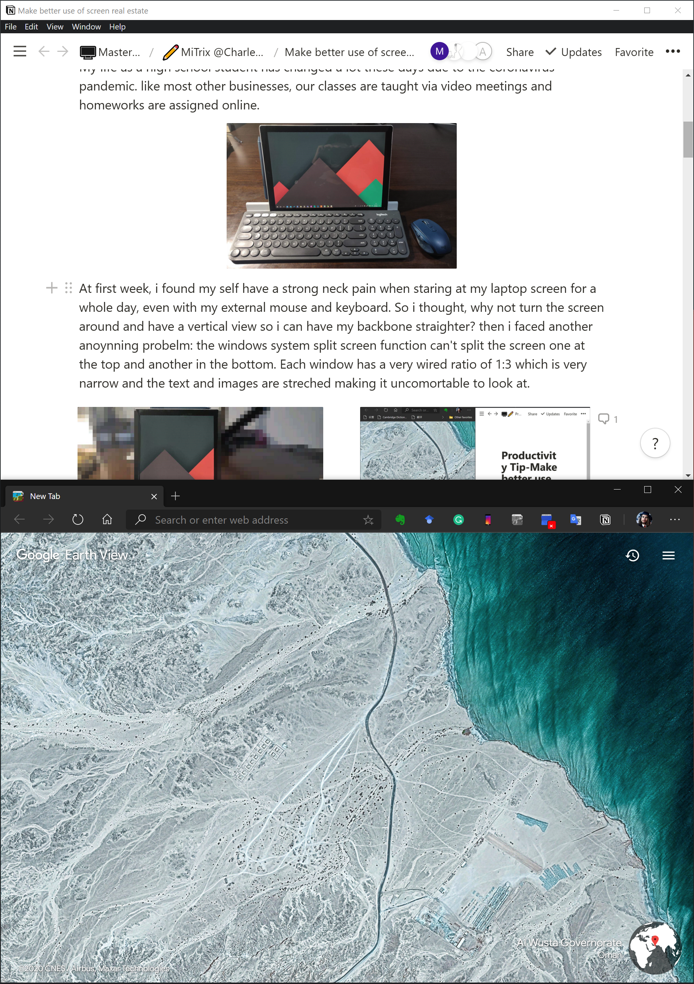 Make better use of screen real estate
File Edit View Window Help
Master... / MiTrix @Charle... / Make better use of scree... M A Share Updates Favorite •••
My life as a high school student has changed a lot these days due to the coronavirus
pandemic. like most other businesses, our classes are taught via video meetings and
homeworks are assigned online.
At first week, i found my self have a strong neck pain when staring at my laptop screen for a
whole day, even with my external mouse and keyboard. So i thought, why not turn the screen
around and have a vertical view so i can have my backbone straighter? then i faced another
anoynning probelm: the windows system split screen function can't split the screen one at
the top and another in the bottom. Each window has a very wired ratio of 1:3 which is very
narrow and the text and images are streched making it uncomortable to look at.
1
Share Updates Favorite •••
Productivit
y Tip-Make
better use
?
New Tab
Search or enter web address
Google Earth View
Al Wusta Governorate,
Oman
©2020 CNES / Airbus, Maxar Technologies